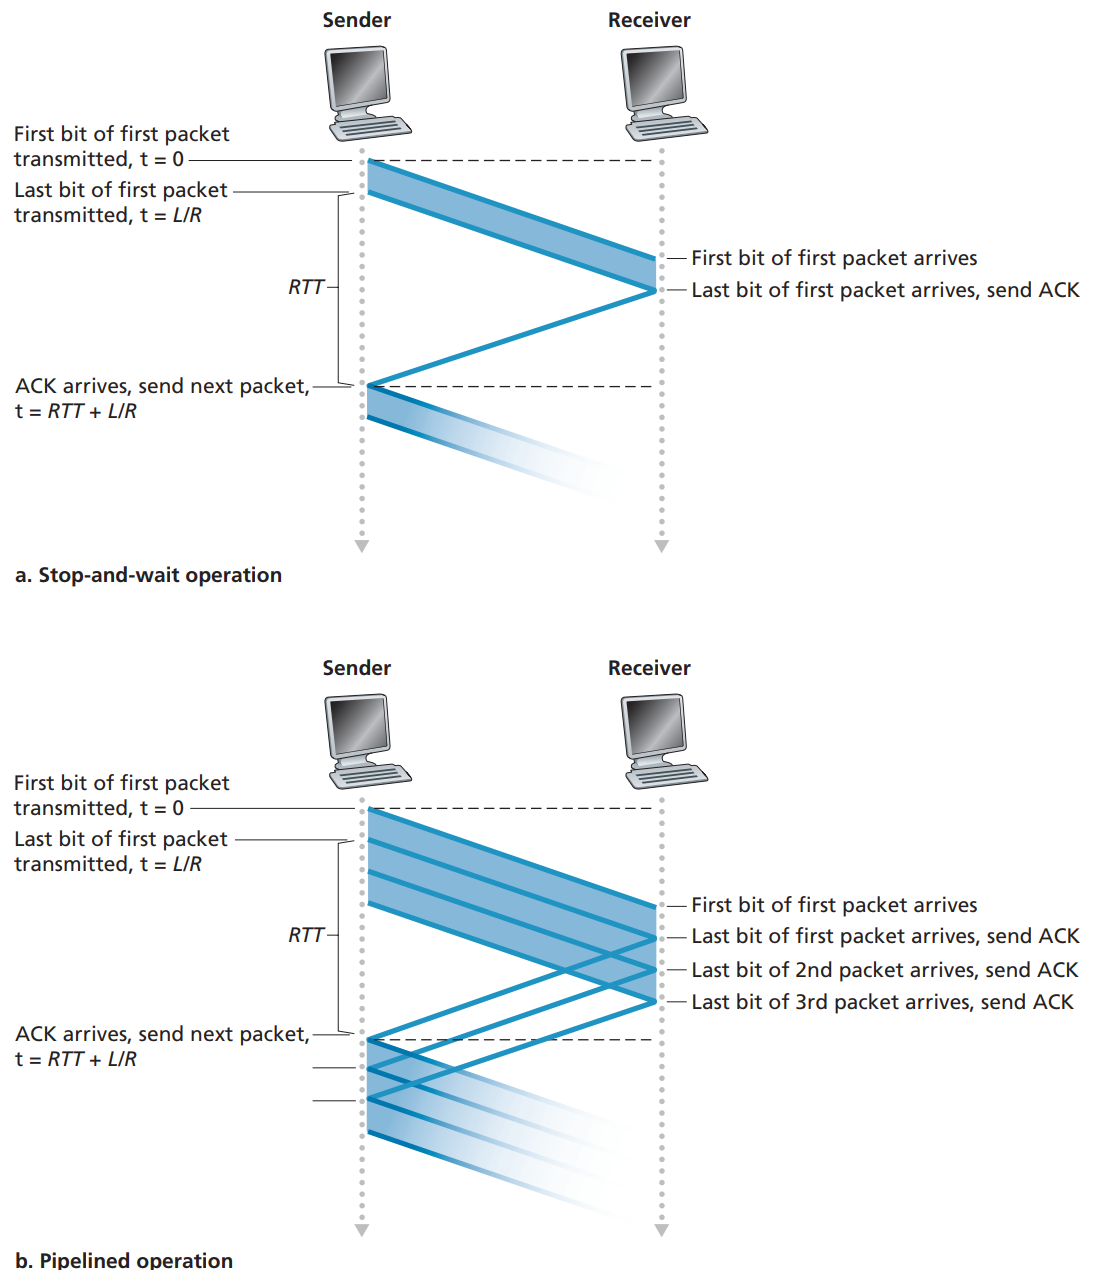 Sender Receiver
First bit of first packet
transmitted, t = 0
Last bit of first packet
transmitted, t = L/R
First bit of first packet arrives
RTT
Last bit of first packet arrives, send ACK
ACK arrives, send next packet,
t = RTT + L/R
a. Stop-and-wait operation
Sender Receiver
First bit of first packet
transmitted, t = 0
Last bit of first packet
transmitted, t = L/R
First bit of first packet arrives
RTT
Last bit of first packet arrives, send ACK
Last bit of 2nd packet arrives, send ACK
Last bit of 3rd packet arrives, send ACK
ACK arrives, send next packet,
t = RTT + L/R
b. Pipelined operation